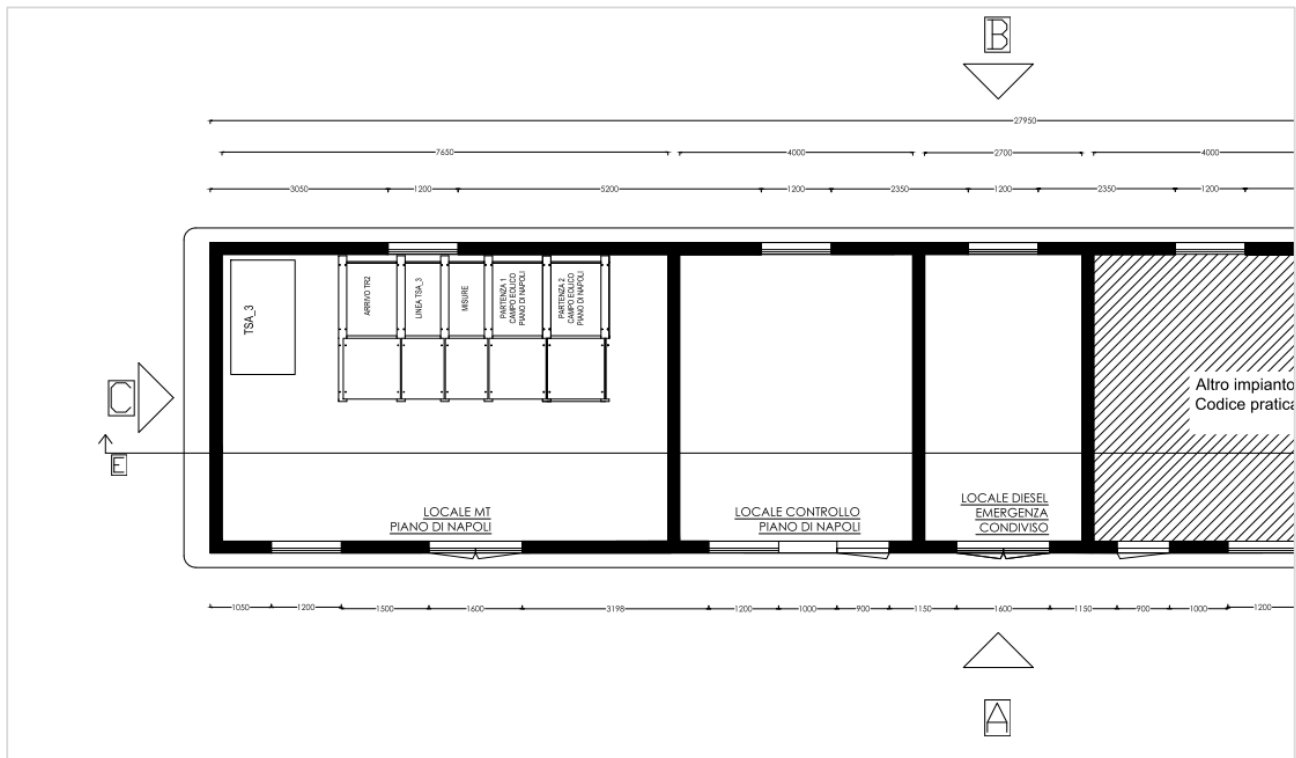 B
27950
7650
4000
2700
4000
3050
1200
5200
1200
2350
1200
2350
1200
TSA_3
ARRIVO TR2
LINEA TSA_3
MISURE
PARTENZA 1
CAMPO EOLICO
PIANO DI NAPOLI
PARTENZA 2
CAMPO EOLICO
PIANO DI NAPOLI
Altro impianto
Codice pratica
C
E
LOCALE MT
PIANO DI NAPOLI
LOCALE CONTROLLO
PIANO DI NAPOLI
LOCALE DIESEL
EMERGENZA
CONDIVISO
1050
1200
1500
1600
3198
1200
1000
900
1150
1600
1150
900
1000
1200
A